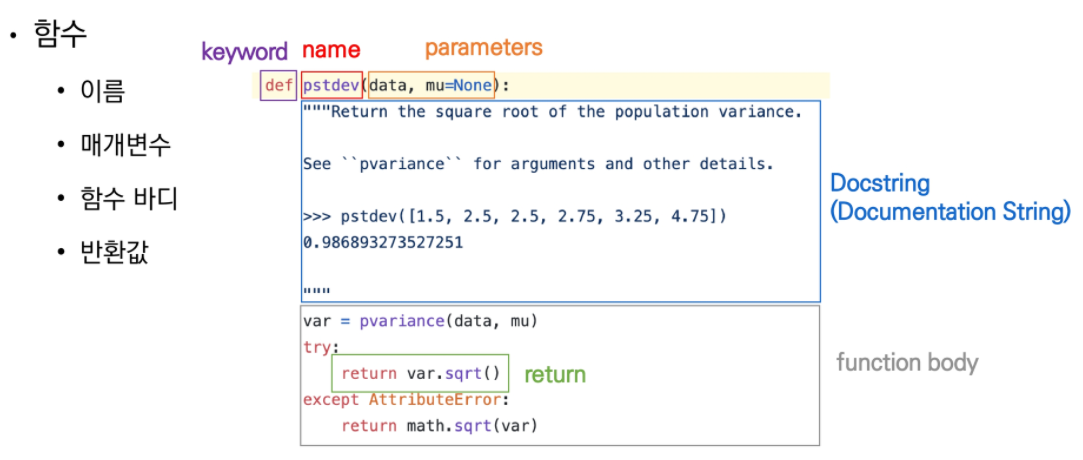 • 함수
• 이름
• 매개변수
• 함수 바디
• 반환값
keyword name parameters
def pstdev(data, mu=None):
"""Return the square root of the population variance.
See ``pvariance`` for arguments and other details.
>>> pstdev([1.5, 2.5, 2.5, 2.75, 3.25, 4.75])
0.986893273527251
"""
Docstring
(Documentation String)
var = pvariance(data, mu)
try:
return var.sqrt() return
except AttributeError:
return math.sqrt(var)
function body